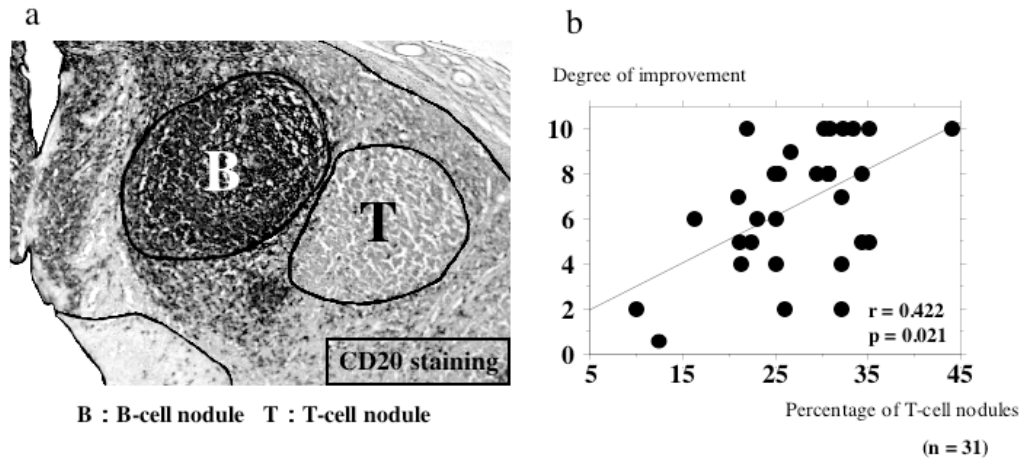 a
B
T
CD20 staining
B : B-cell nodule T : T-cell nodule
b
Degree of improvement
10
8
6
4
2
0
r = 0.422
p = 0.021
5 15 25 35 45
Percentage of T-cell nodules
(n = 31)